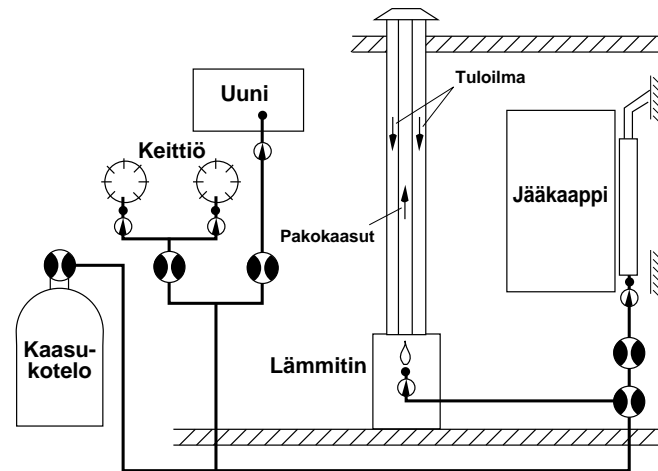 Tuloilma
Uuni
Keittiö
Jääkaappi
Pakokaasut
Kaasu-
kotelo
Lämmitin